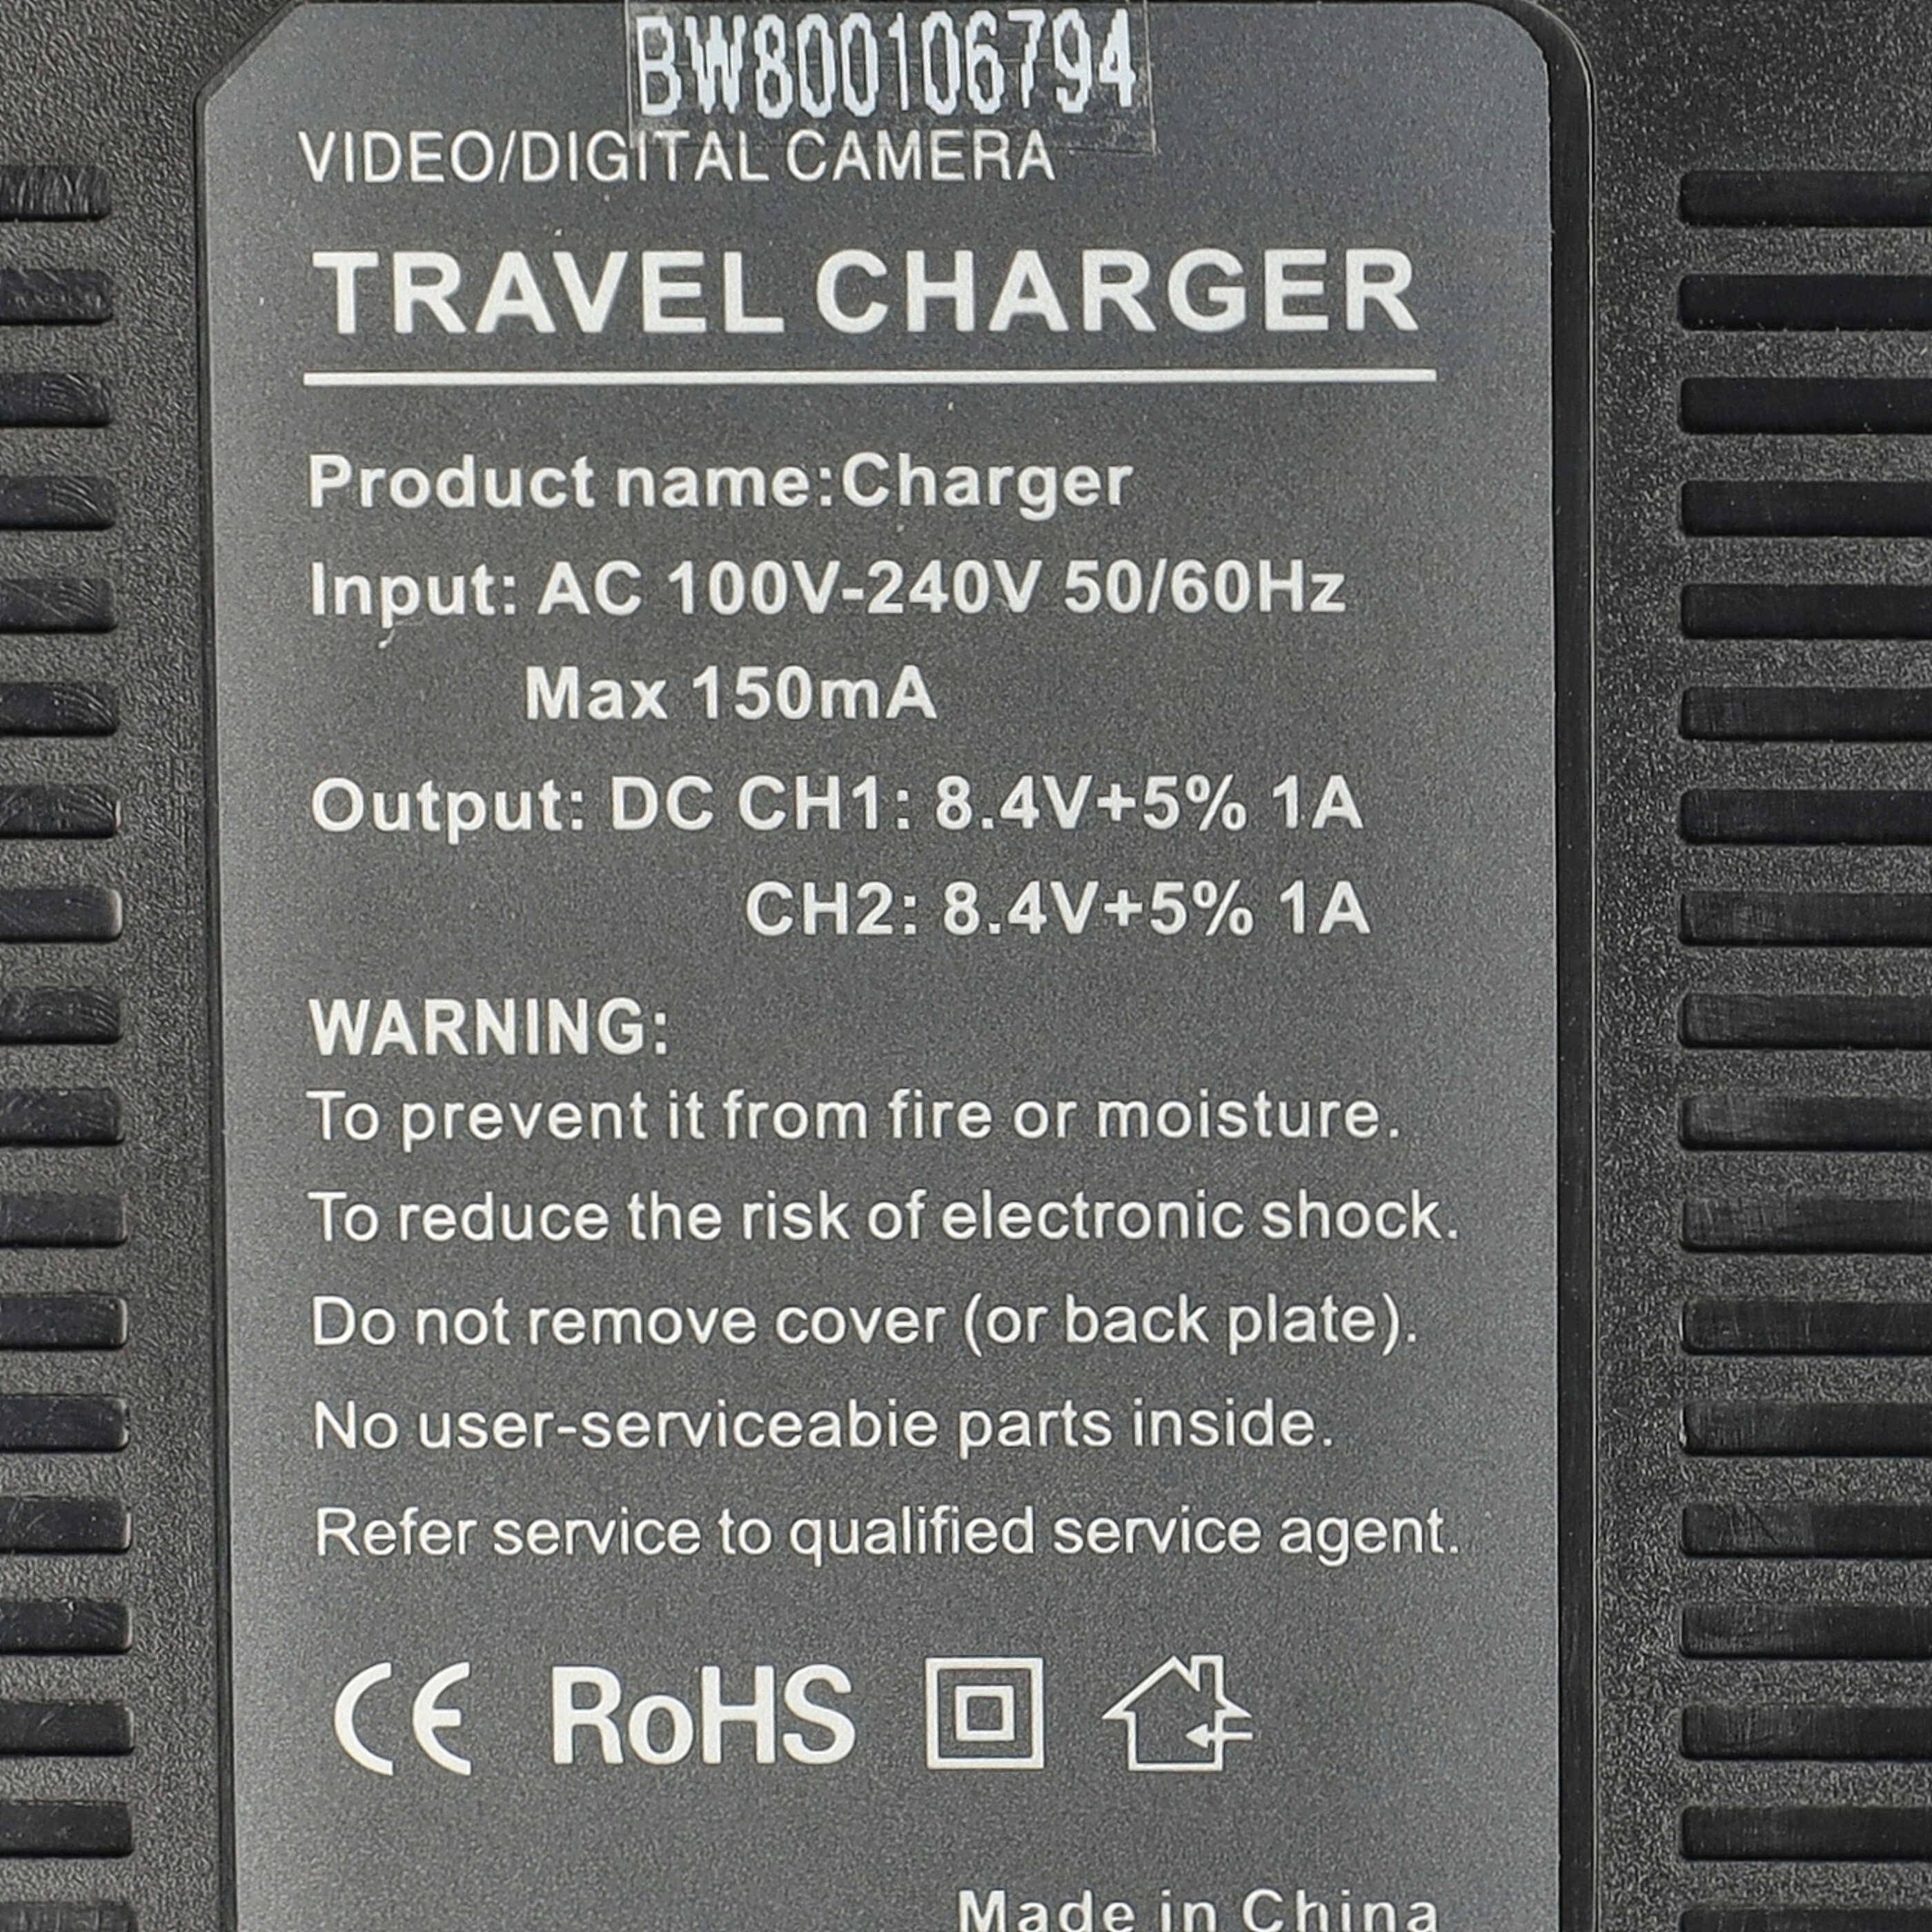 BW800106794
VIDEO/DIGITAL CAMERA
TRAVEL CHARGER
Product name:Charger
Input: AC 100V-240V 50/60Hz
Max 150mA
Output: DC CH1: 8.4V+5% 1A
CH2: 8.4V+5% 1A
WARNING:
To prevent it from fire or moisture.
To reduce the risk of electronic shock.
Do not remove cover (or back plate).
No user-serviceabie parts inside.
Refer service to qualified service agent.
CE RoHS
Made in China